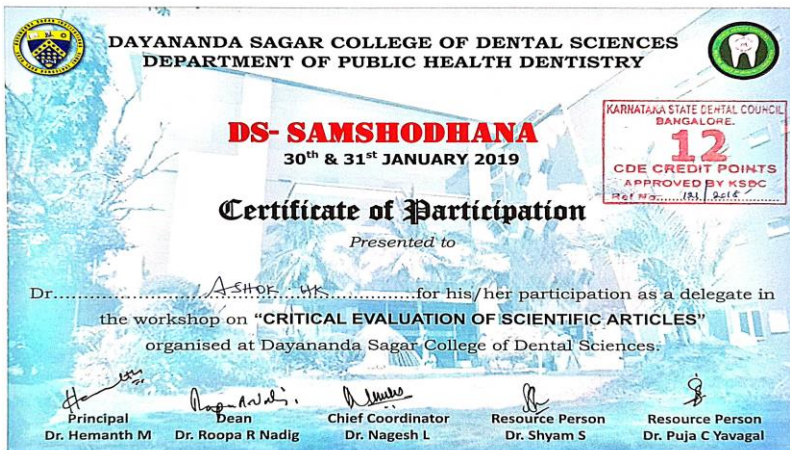 DAYANANDA SAGAR COLLEGE OF DENTAL SCIENCES
DEPARTMENT OF PUBLIC HEALTH DENTISTRY
KARNATAKA STATE DENTAL COUNCIL
BANGALORE.
12
CDE CREDIT POINTS
APPROVED BY KSDC
Ref No.
DS- SAMSHODHANA
30th & 31st JANUARY 2019
Certificate of Participation
Presented to
Dr. ASHOK HK for his/her participation as a delegate in
the workshop on “CRITICAL EVALUATION OF SCIENTIFIC ARTICLES”
organised at Dayananda Sagar College of Dental Sciences.
Principal Dean Chief Coordinator Resource Person Resource Person
Dr. Hemanth M Dr. Roopa R Nadig Dr. Nagesh L Dr. Shyam S Dr. Puja C Yavagal